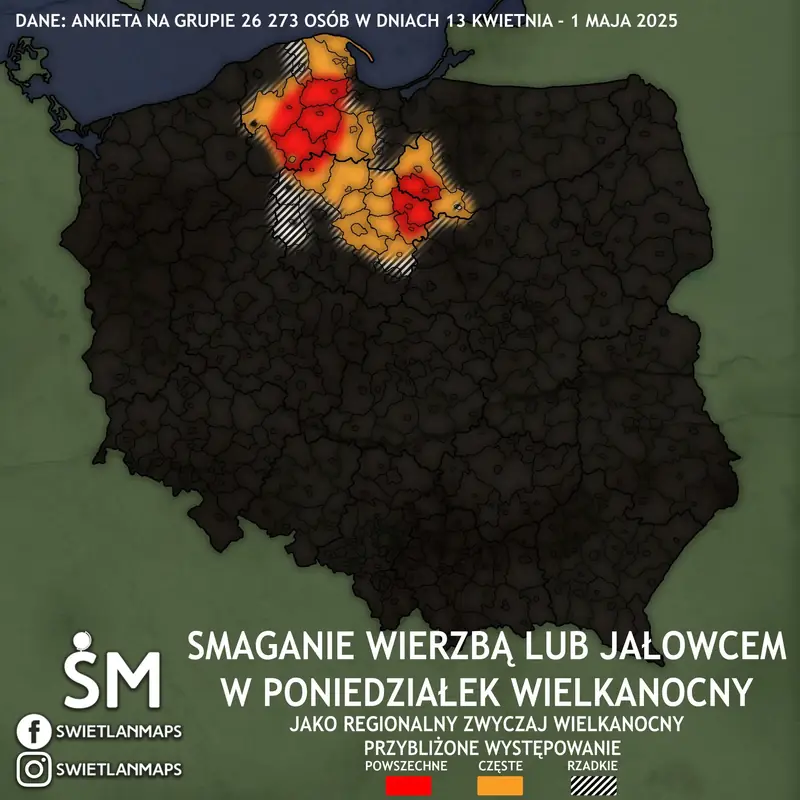 DANE: ANKIETA NA GRUPIE 26 273 OSÓB W DNIACH 13 KWIETNIA - 1 MAJA 2025
ŚM
SMAGANIE WIERZBĄ LUB JAŁOWCEM
W PONIEDZIAŁEK WIELKANOCNY
JAKO REGIONALNY ZWYCZAJ WIELKANOCNY
PRZYBLIŻONE WYSTĘPOWANIE
POWSZECHNE CZĘSTE RZADKIE
SWIETLANMAPS
SWIETLANMAPS